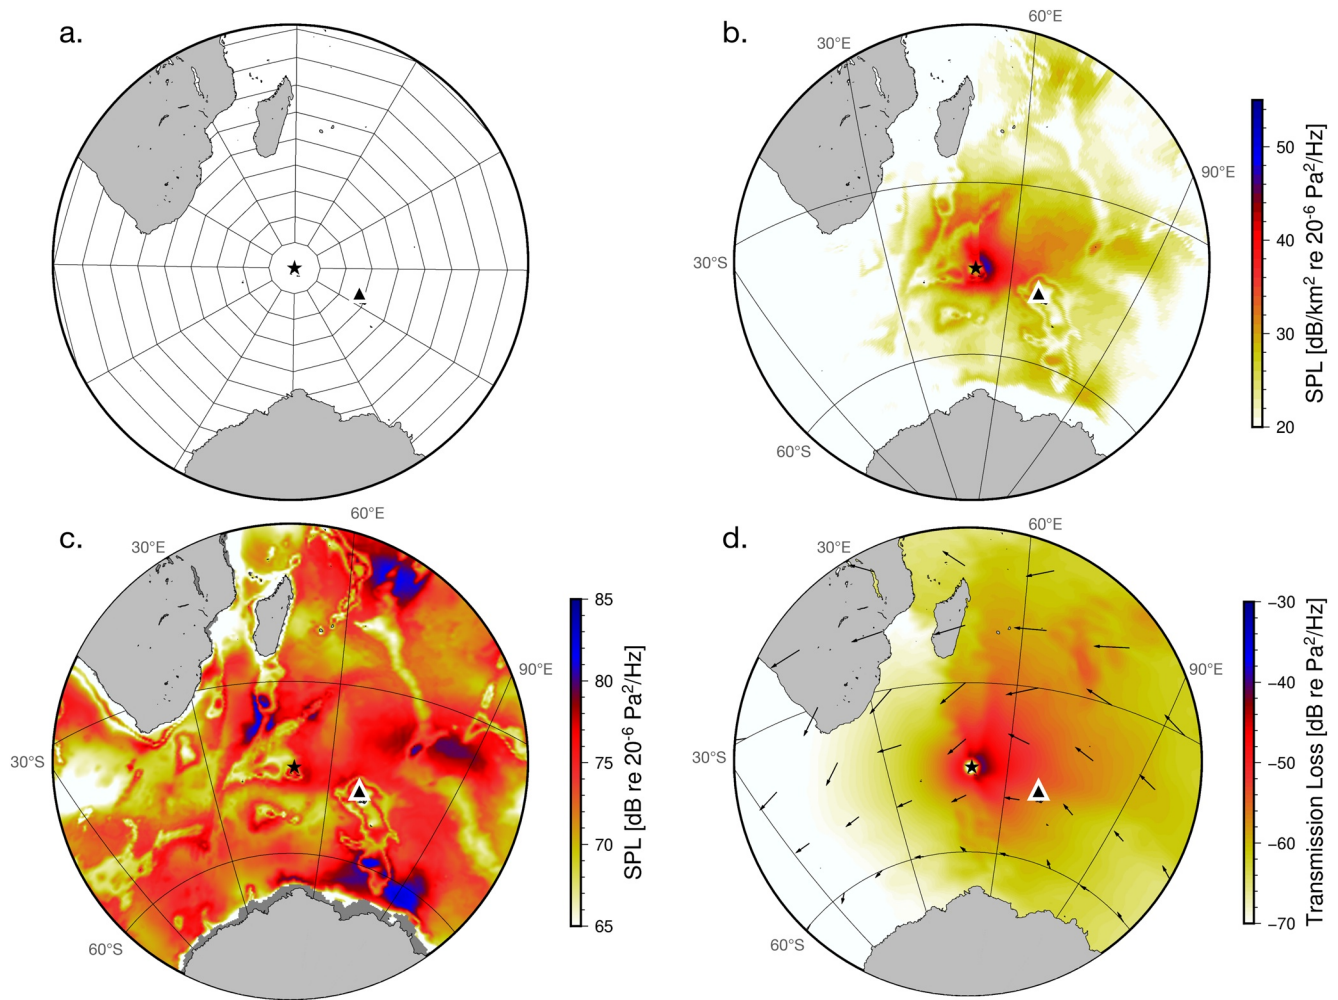 a.
b.
60°E
30°E
90°E
30°S
60°S
50
40
30
20
SPL [dB/km² re 20⁻⁶ Pa²/Hz]
c.
60°E
30°E
90°E
30°S
60°S
85
80
75
70
65
SPL [dB re 20⁻⁶ Pa²/Hz]
d.
60°E
30°E
90°E
30°S
60°S
−30
−40
−50
−60
−70
Transmission Loss [dB re Pa²/Hz]